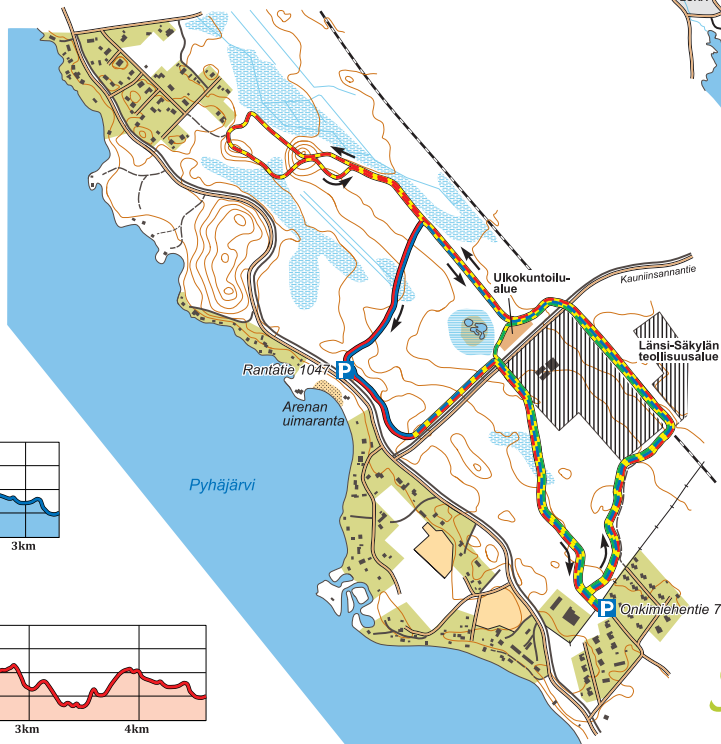 Ulkokuntoilu-
alue
Kauniinsannantie
Länsi-Säkylän
teollisuusalue
Rantatie 1047
P
Arenan
uimaranta
Pyhäjärvi
3km
P
Onkimiehentie 7
3km
4km